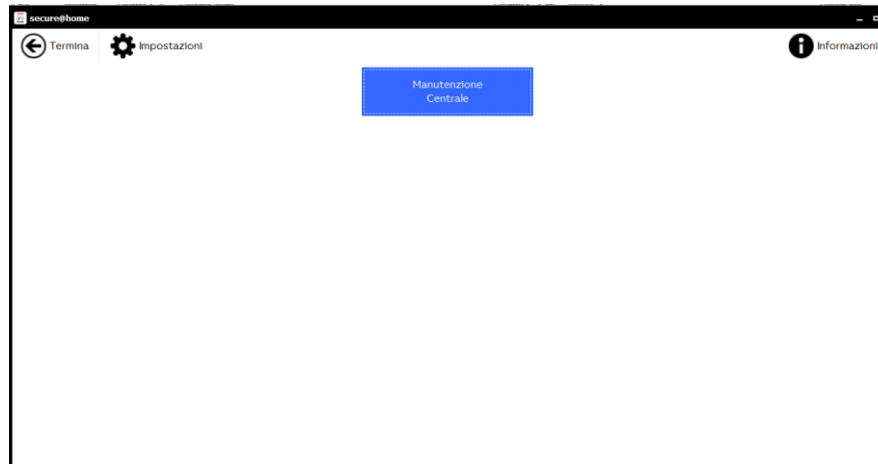 secure@home
Termina
Impostazioni
Informazioni
Manutenzione
Centrale